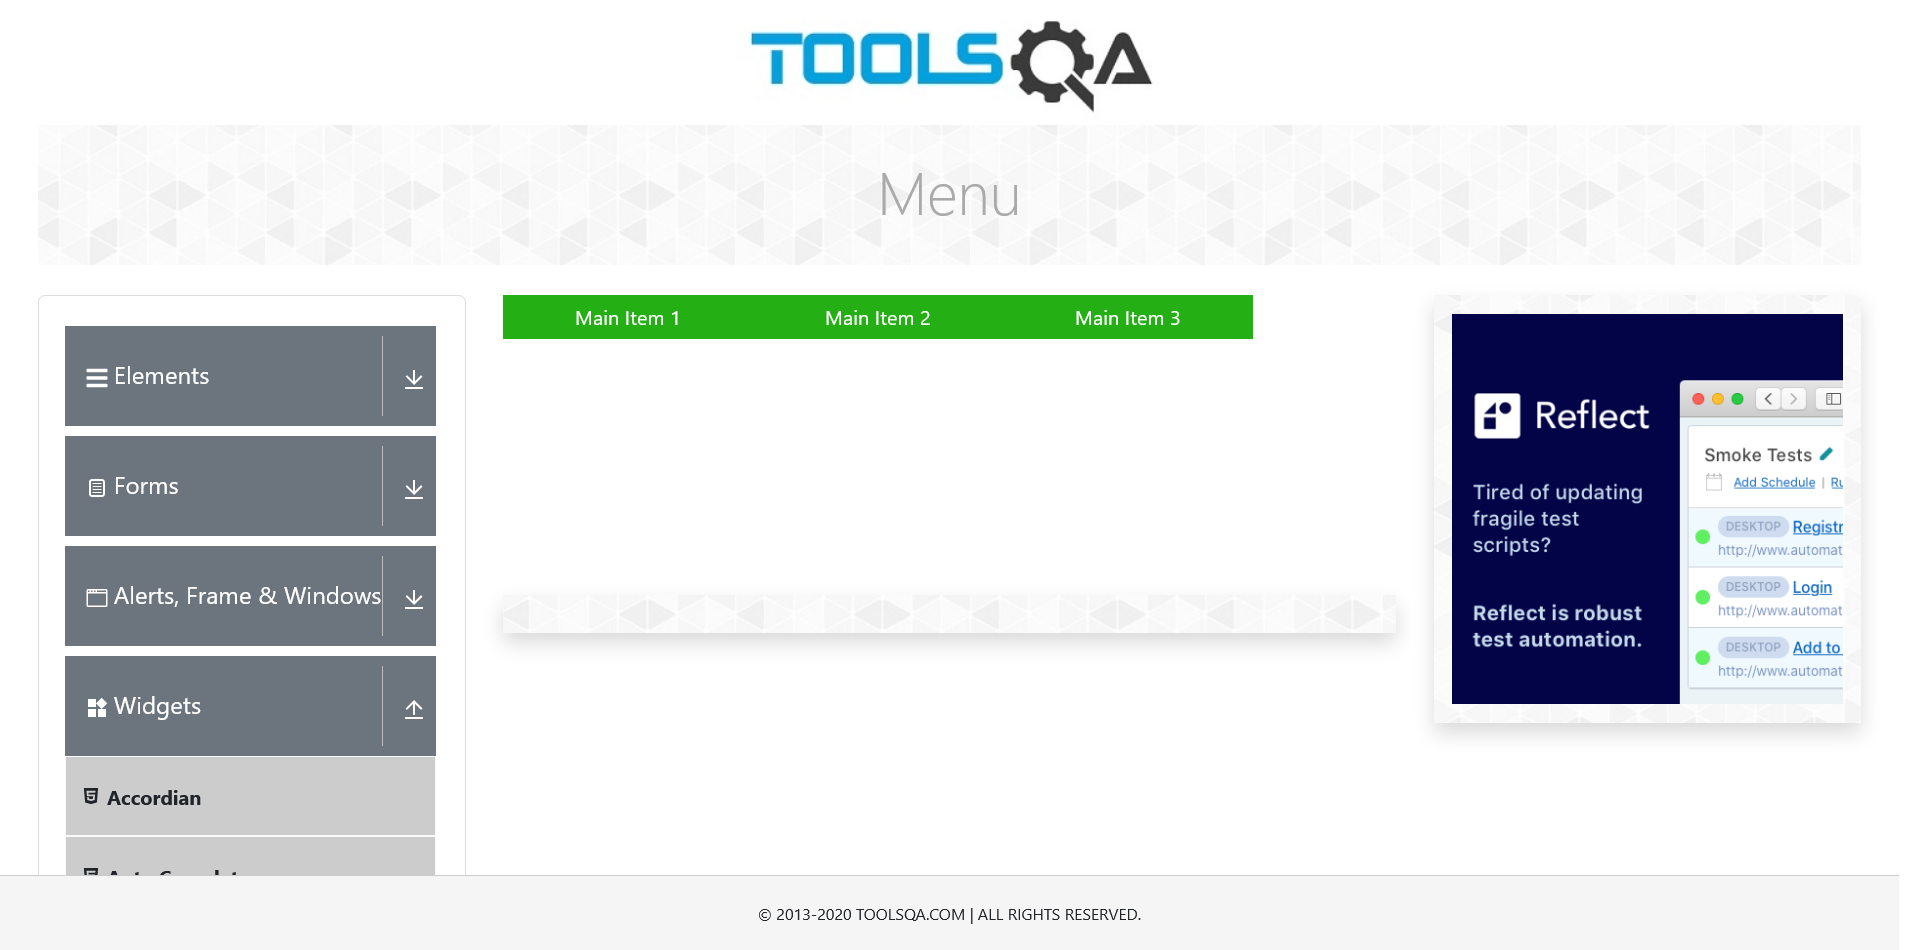 TOOLSQA
Menu
Elements
Forms
Alerts, Frame & Windows
Widgets
Accordian
Main Item 1 Main Item 2 Main Item 3
Reflect
Tired of updating
fragile test
scripts?
Reflect is robust
test automation.
Smoke Tests
Add Schedule | Ru
DESKTOP Registr
http://www.automat
DESKTOP Login
http://www.automat
DESKTOP Add to
http://www.automat
© 2013-2020 TOOLSQA.COM | ALL RIGHTS RESERVED.